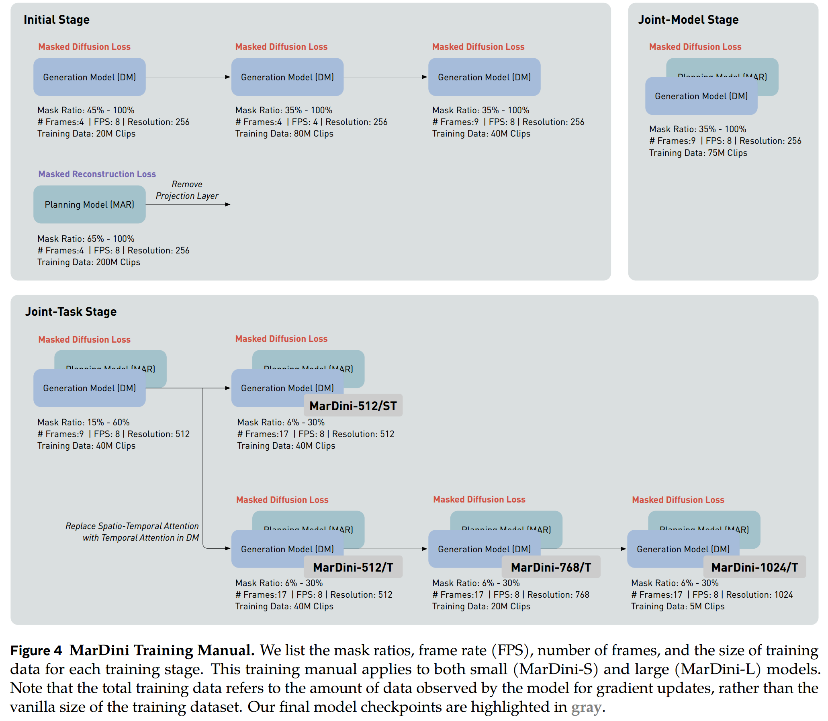 Initial Stage
Masked Diffusion Loss
Generation Model (DM)
Mask Ratio: 45% - 100%
# Frames:4 | FPS: 8 | Resolution: 256
Training Data: 20M Clips
Masked Diffusion Loss
Generation Model (DM)
Mask Ratio: 35% - 100%
# Frames:4 | FPS: 4 | Resolution: 256
Training Data: 80M Clips
Masked Diffusion Loss
Generation Model (DM)
Mask Ratio: 35% - 100%
# Frames:9 | FPS: 8 | Resolution: 256
Training Data: 40M Clips
Masked Reconstruction Loss
Planning Model (MAR)
Remove
Projection Layer
Mask Ratio: 65% - 100%
# Frames:4 | FPS: 8 | Resolution: 256
Training Data: 200M Clips
Joint-Model Stage
Masked Diffusion Loss
Planning Model (MAR)
Generation Model (DM)
Mask Ratio: 35% - 100%
# Frames:9 | FPS: 8 | Resolution: 256
Training Data: 75M Clips
Joint-Task Stage
Masked Diffusion Loss
Planning Model (MAR)
Generation Model (DM)
Mask Ratio: 15% - 60%
# Frames:9 | FPS: 8 | Resolution: 512
Training Data: 40M Clips
Masked Diffusion Loss
Planning Model (MAR)
Generation Model (DM)
MarDini-512/ST
Mask Ratio: 6% - 30%
# Frames:17 | FPS: 8 | Resolution: 512
Training Data: 40M Clips
Replace Spatio-Temporal Attention
with Temporal Attention in DM
Masked Diffusion Loss
Planning Model (MAR)
Generation Model (DM)
MarDini-512/T
Mask Ratio: 6% - 30%
# Frames:17 | FPS: 8 | Resolution: 512
Training Data: 40M Clips
Masked Diffusion Loss
Planning Model (MAR)
Generation Model (DM)
MarDini-768/T
Mask Ratio: 6% - 30%
# Frames:17 | FPS: 8 | Resolution: 768
Training Data: 20M Clips
Masked Diffusion Loss
Planning Model (MAR)
Generation Model (DM)
MarDini-1024/T
Mask Ratio: 6% - 30%
# Frames:17 | FPS: 8 | Resolution: 1024
Training Data: 5M Clips
Figure 4 MarDini Training Manual. We list the mask ratios, frame rate (FPS), number of frames, and the size of training
data for each training stage. This training manual applies to both small (MarDini-S) and large (MarDini-L) models.
Note that the total training data refers to the amount of data observed by the model for gradient updates, rather than the
vanilla size of the training dataset. Our final model checkpoints are highlighted in gray.